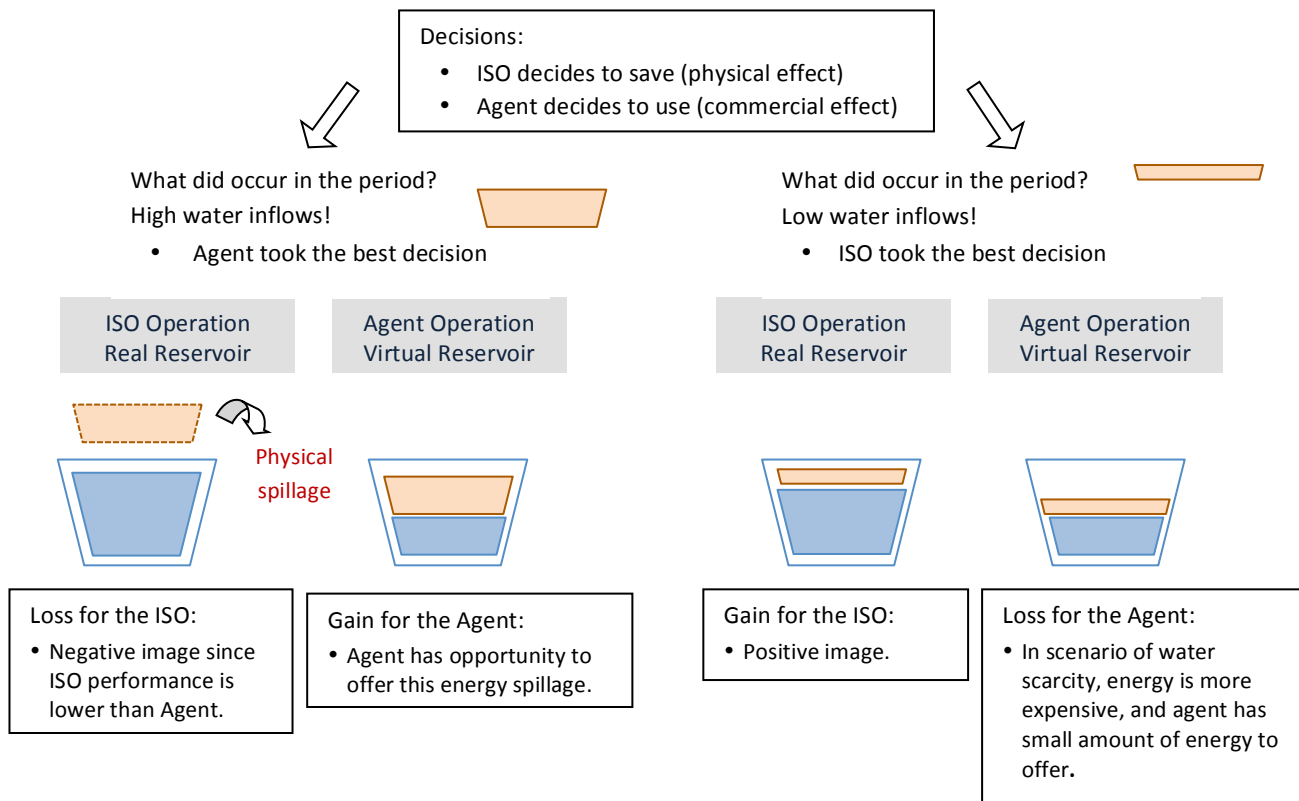 Decisions:
• ISO decides to save (physical effect)
• Agent decides to use (commercial effect)
What did occur in the period?
High water inflows!
• Agent took the best decision
ISO Operation
Real Reservoir
Agent Operation
Virtual Reservoir
Physical
spillage
Loss for the ISO:
• Negative image since
ISO performance is
lower than Agent.
Gain for the Agent:
• Agent has opportunity to
offer this energy spillage.
What did occur in the period?
Low water inflows!
• ISO took the best decision
ISO Operation
Real Reservoir
Agent Operation
Virtual Reservoir
Gain for the ISO:
• Positive image.
Loss for the Agent:
• In scenario of water
scarcity, energy is more
expensive, and agent has
small amount of energy to
offer.